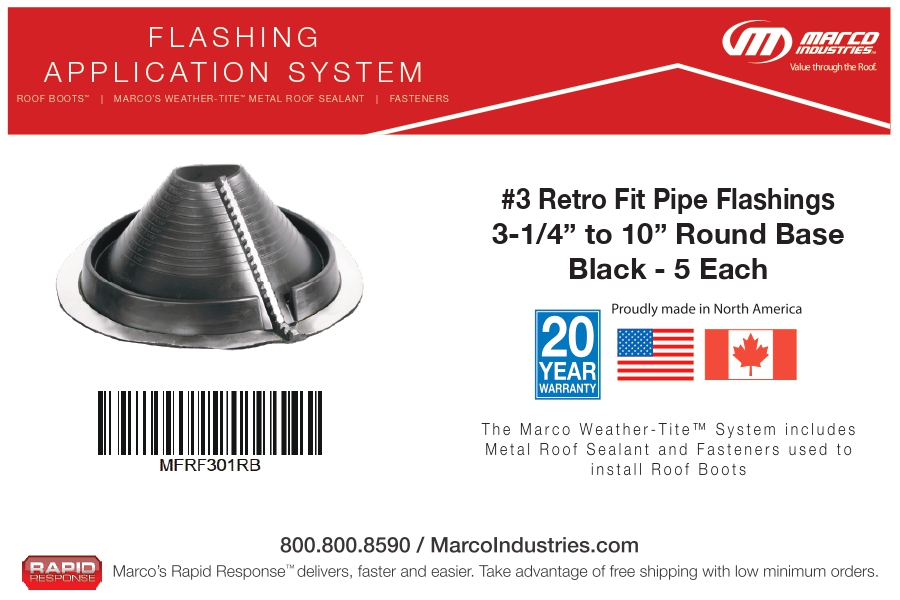 FLASHING
APPLICATION SYSTEM
ROOF BOOTS™ | MARCO'S WEATHER-TITE™ METAL ROOF SEALANT | FASTENERS
MARCO
INDUSTRIES™
Value through the Roof.
#3 Retro Fit Pipe Flashings
3-1/4” to 10” Round Base
Black - 5 Each
Proudly made in North America
20
YEAR
WARRANTY
The Marco Weather-Tite™ System includes
Metal Roof Sealant and Fasteners used to
install Roof Boots
MFRF301RB
800.800.8590 / MarcoIndustries.com
RAPID
RESPONSE
Marco’s Rapid Response™ delivers, faster and easier. Take advantage of free shipping with low minimum orders.